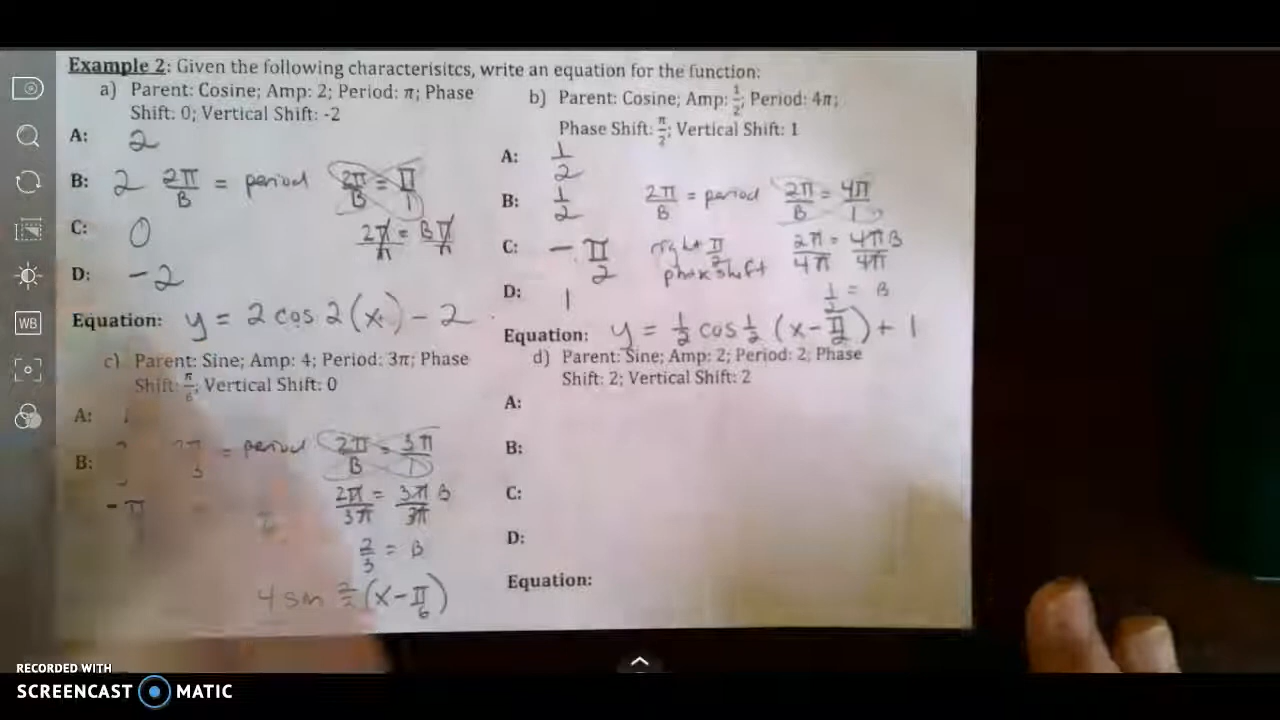 Example 2: Given the following characterisitcs, write an equation for the function:
a) Parent: Cosine; Amp: 2; Period: π; Phase
Shift: 0; Vertical Shift: -2
A: 2
B: 2 2π/B = period 2π/B = π/1
2π/π = Bπ/π
C: 0
D: -2
Equation: y = 2 cos 2(x ) - 2
b) Parent: Cosine; Amp: 1/2; Period: 4π;
Phase Shift: π/2; Vertical Shift: 1
A: 1/2
B: 1/2 2π/B = period 2π/B = 4π/1
C: - π/2 right π/2 2π/4π = 4πB/4π
phase shift
1/2 = B
D: 1
Equation: y = 1/2 cos 1/2 (x - π/2) + 1
c) Parent: Sine; Amp: 4; Period: 3π; Phase
Shift: π/6; Vertical Shift: 0
A:
B: = period 2π/B = 3π/1
2π/3π = 3π B/3π
- π
2/3 = B
4 sin (x - π/6)
d) Parent: Sine; Amp: 2; Period: 2; Phase
Shift: 2; Vertical Shift: 2
A:
B:
C:
D:
Equation:
WB
RECORDED WITH
SCREENCAST MATIC